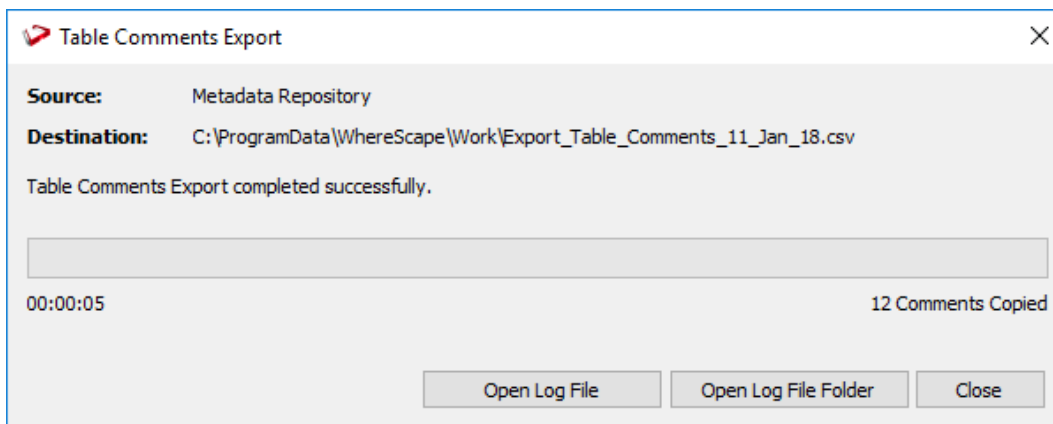 Table Comments Export
Source: Metadata Repository
Destination: C:\ProgramData\WhereScape\Work\Export_Table_Comments_11_Jan_18.csv
Table Comments Export completed successfully.
00:00:05 12 Comments Copied
Open Log File Open Log File Folder Close